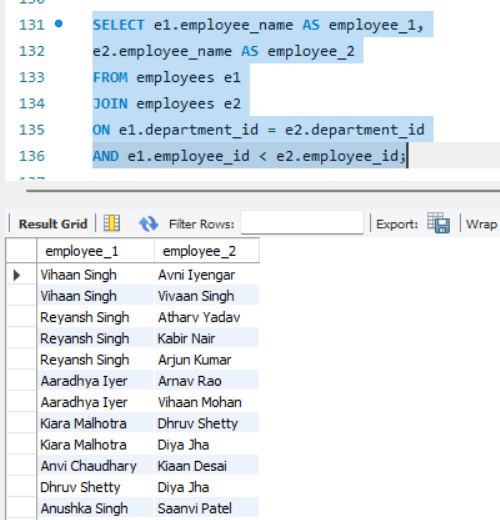 131 SELECT e1.employee_name AS employee_1,
132 e2.employee_name AS employee_2
133 FROM employees e1
134 JOIN employees e2
135 ON e1.department_id = e2.department_id
136 AND e1.employee_id < e2.employee_id;
Result Grid Filter Rows: Export: Wrap
employee_1 employee_2
Vihaan Singh Avni Iyengar
Vihaan Singh Vivaan Singh
Reyansh Singh Atharv Yadav
Reyansh Singh Kabir Nair
Reyansh Singh Arjun Kumar
Aaradhya Iyer Arnav Rao
Aaradhya Iyer Vihaan Mohan
Kiara Malhotra Dhruv Shetty
Kiara Malhotra Diya Jha
Anvi Chaudhary Kiaan Desai
Dhruv Shetty Diya Jha
Anushka Singh Saanvi Patel